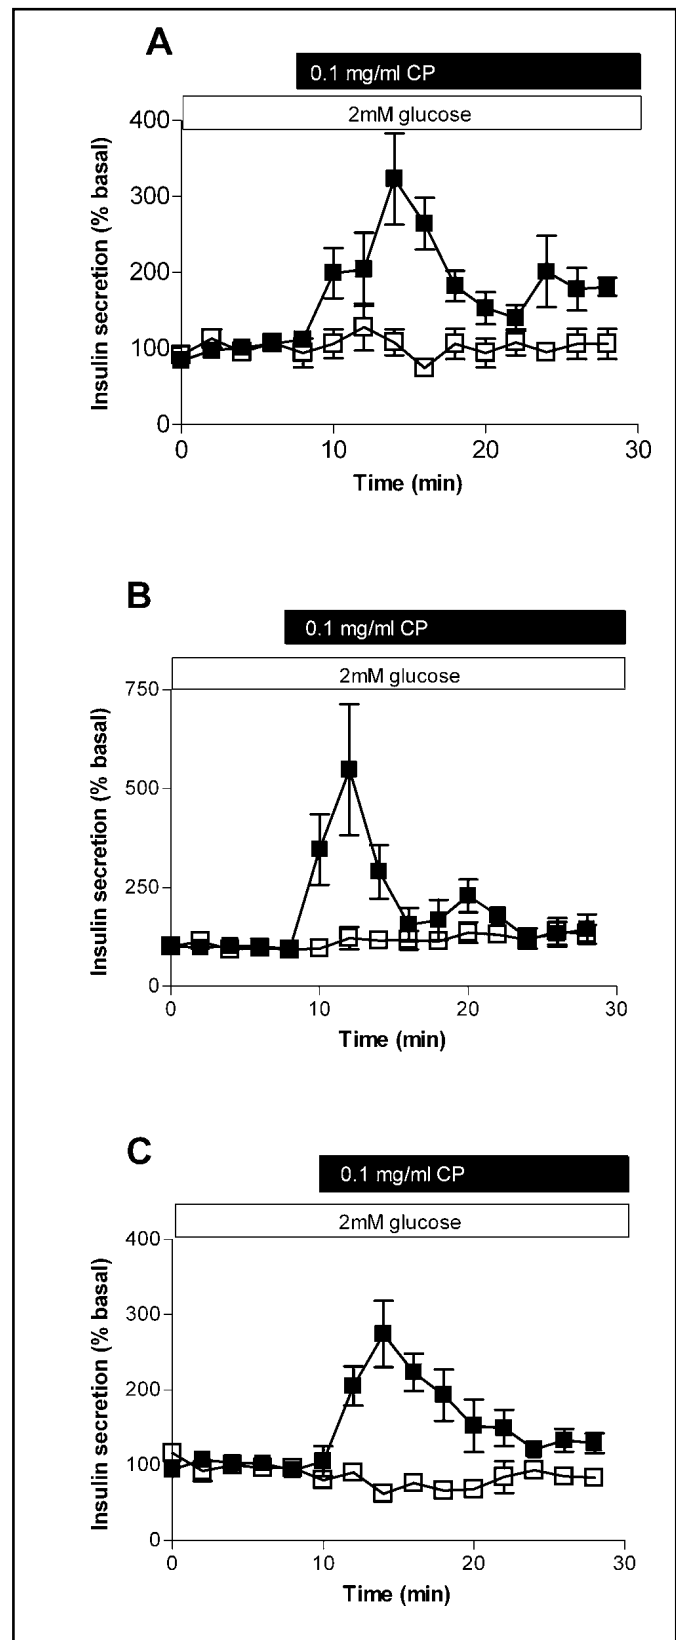 A
0.1 mg/ml CP
2mM glucose
Insulin secretion (% basal)
400
300
200
100
0
0 10 20 30
Time (min)
B
0.1 mg/ml CP
2mM glucose
Insulin secretion (% basal)
750
500
250
0
0 10 20 30
Time (min)
C
0.1 mg/ml CP
2mM glucose
Insulin secretion (% basal)
400
300
200
100
0
0 10 20 30
Time (min)